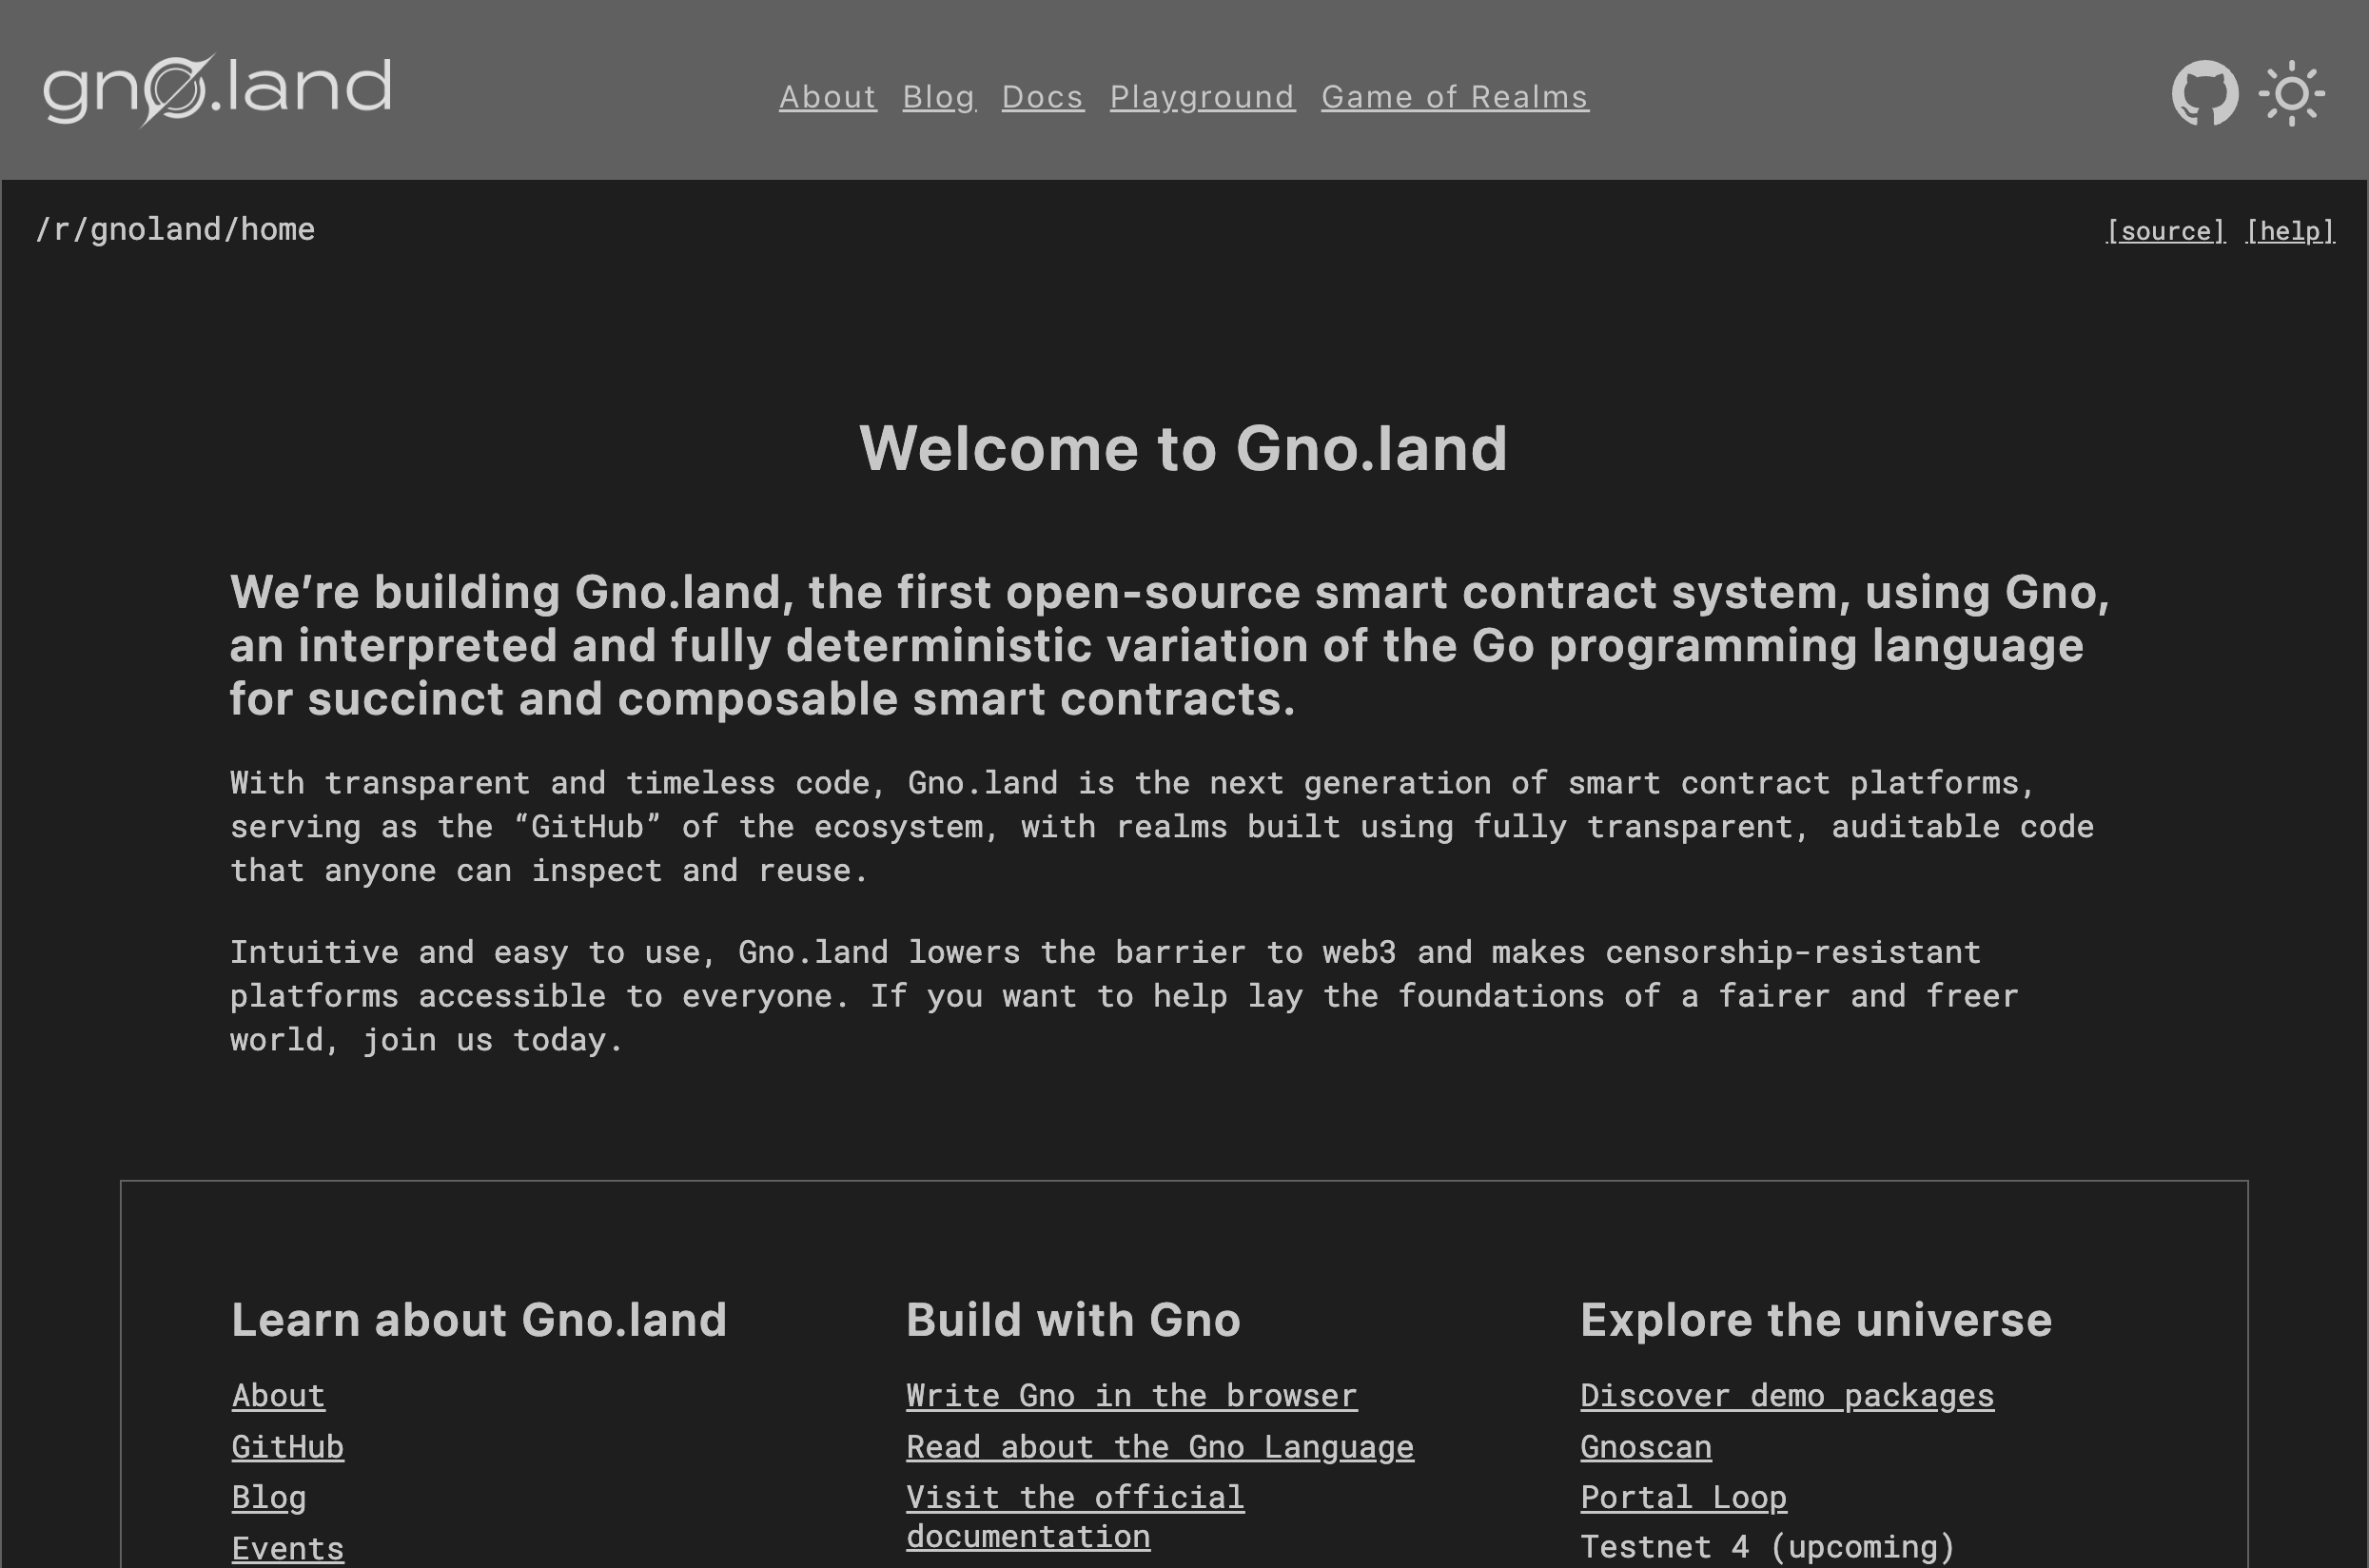 gno.land
About Blog Docs Playground Game of Realms
/r/gnoland/home
[source] [help]
Welcome to Gno.land
We’re building Gno.land, the first open-source smart contract system, using Gno,
an interpreted and fully deterministic variation of the Go programming language
for succinct and composable smart contracts.
With transparent and timeless code, Gno.land is the next generation of smart contract platforms,
serving as the “GitHub” of the ecosystem, with realms built using fully transparent, auditable code
that anyone can inspect and reuse.
Intuitive and easy to use, Gno.land lowers the barrier to web3 and makes censorship-resistant
platforms accessible to everyone. If you want to help lay the foundations of a fairer and freer
world, join us today.
Learn about Gno.land
About
GitHub
Blog
Events
Build with Gno
Write Gno in the browser
Read about the Gno Language
Visit the official
documentation
Explore the universe
Discover demo packages
Gnoscan
Portal Loop
Testnet 4 (upcoming)